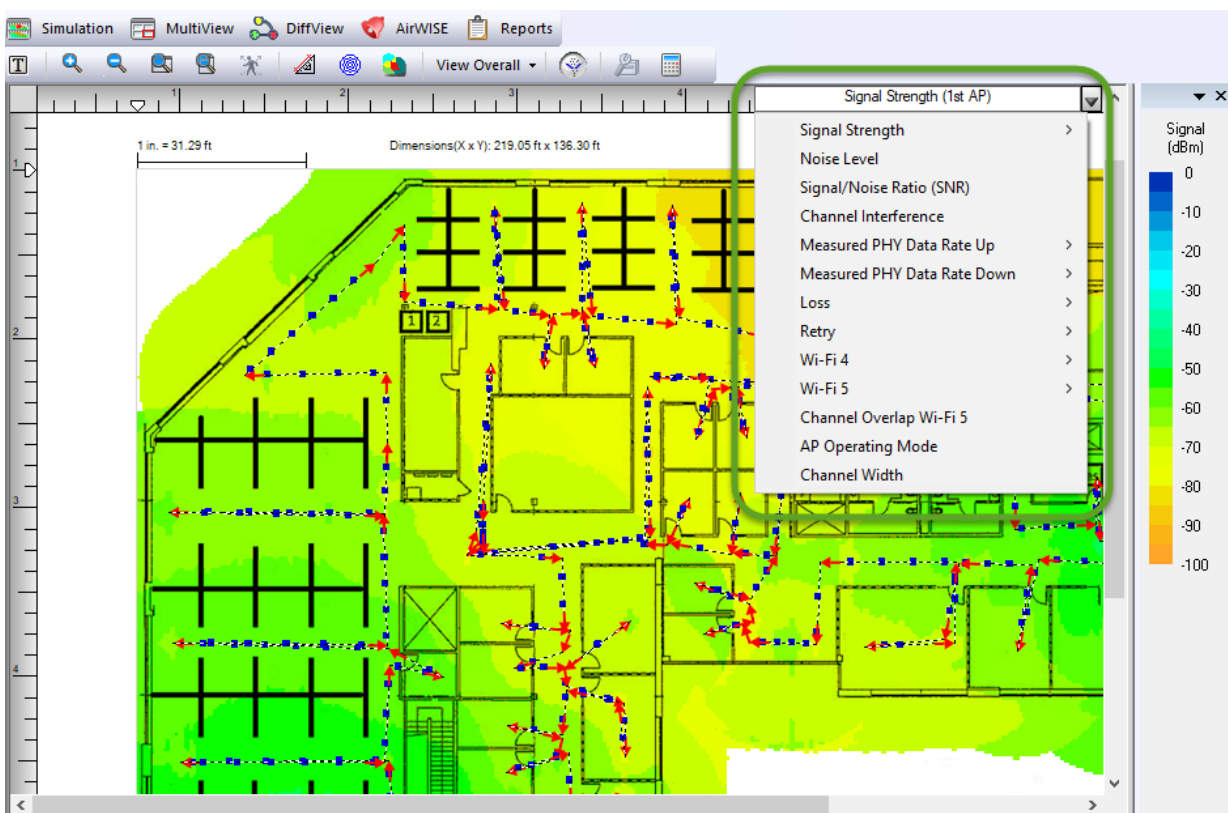 Simulation MultiView DiffView AirWISE Reports
T View Overall
1 2 3 4
Signal Strength (1st AP)
1 in. = 31.29 ft Dimensions(X x Y): 219.05 ft x 136.30 ft
Signal Strength
Noise Level
Signal/Noise Ratio (SNR)
Channel Interference
Measured PHY Data Rate Up
Measured PHY Data Rate Down
Loss
Retry
Wi-Fi 4
Wi-Fi 5
Channel Overlap Wi-Fi 5
AP Operating Mode
Channel Width
1
2
3
4
1 2
Signal
(dBm)
0
-10
-20
-30
-40
-50
-60
-70
-80
-90
-100